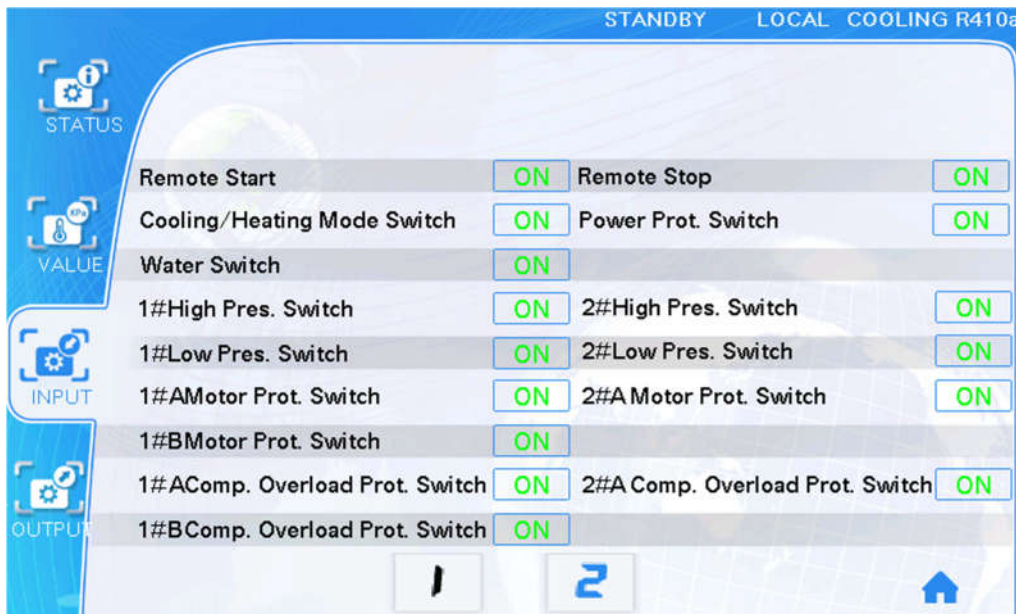 STANDBY LOCAL COOLING R410a
STATUS
Remote Start ON Remote Stop ON
Cooling/Heating Mode Switch ON Power Prot. Switch ON
KPa
VALUE
Water Switch ON
1#High Pres. Switch ON 2#High Pres. Switch ON
1#Low Pres. Switch ON 2#Low Pres. Switch ON
INPUT
1#AMotor Prot. Switch ON 2#A Motor Prot. Switch ON
1#BMotor Prot. Switch ON
1#AComp. Overload Prot. Switch ON 2#A Comp. Overload Prot. Switch ON
OUTPUT
1#BComp. Overload Prot. Switch ON
1 2